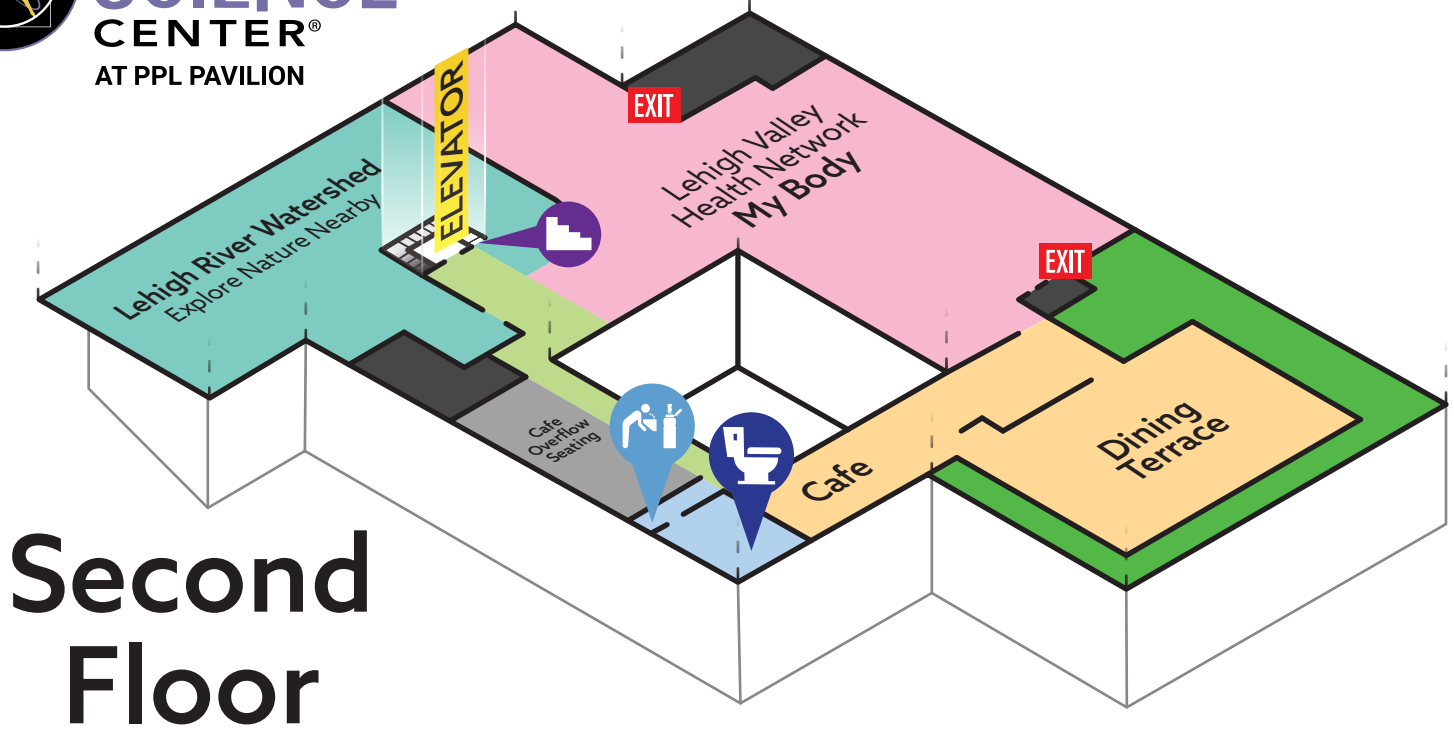 SCIENCE
CENTER®
AT PPL PAVILION
ELEVATOR
EXIT
Lehigh Valley
Health Network
My Body
Lehigh River Watershed
Explore Nature Nearby
EXIT
Cafe
Overflow
Seating
Cafe
Dining
Terrace
Second
Floor